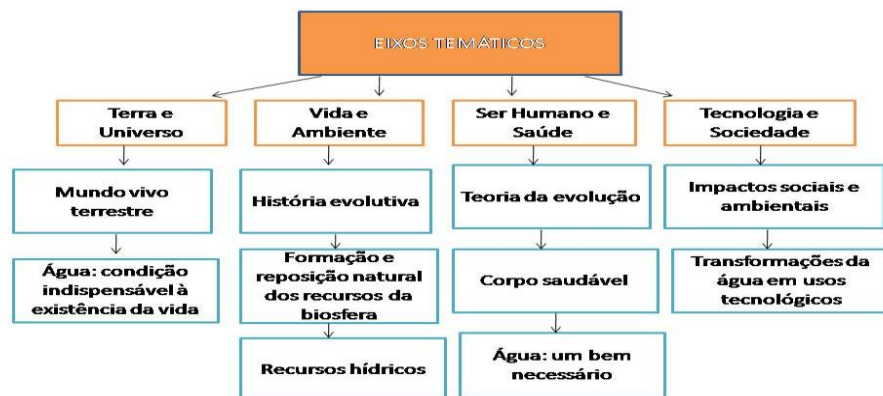 EIXOS TEMÁTICOS
Terra e
Universo
Vida e
Ambiente
Ser Humano e
Saúde
Tecnologia e
Sociedade
Mundo vivo
terrestre
História evolutiva
Teoria da evolução
Impactos sociais e
ambientais
Água: condição
indispensável à
existência da vida
Formação e
reposição natural
dos recursos da
biosfera
Corpo saudável
Transformações da
água em usos
tecnológicos
Recursos hídricos
Água: um bem
necessário